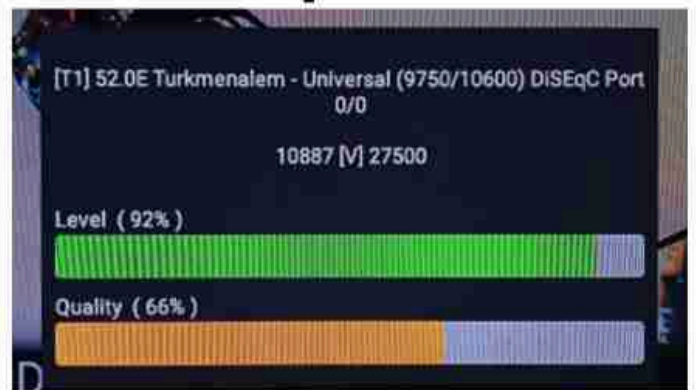 [T1] 52.0E Turkmenalem - Universal (9750/10600) DiSEqC Port
0/0
10887 [V] 27500
Level ( 92% )
Quality ( 66% )
D